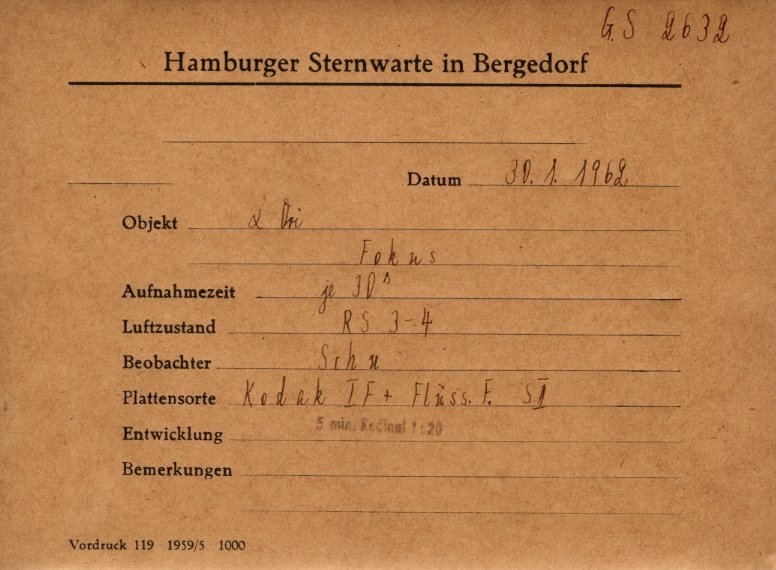 G.S 2632
Hamburger Sternwarte in Bergedorf
Datum 30.1.1962
Objekt α Ori
Fokus
Aufnahmezeit je 30ˢ
Luftzustand RS 3-4
Beobachter Schu
Plattensorte Kodak IF + Flüss. F. S1
Entwicklung 5 min. Rodinal 1:20
Bemerkungen
Vordruck 119 1959/5 1000